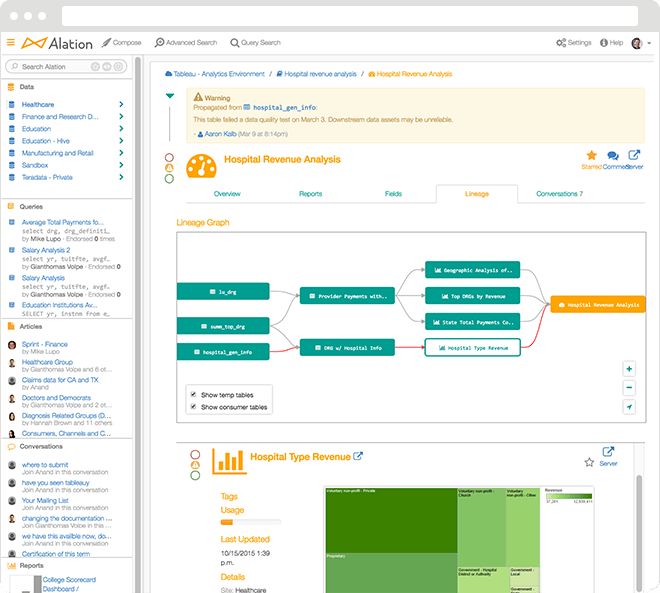 Alation
Compose
Advanced Search
Query Search
Settings
Help
Search Alation
Data
Healthcare
Finance and Research D...
Education
Education - Hive
Manufacturing and Retail
Sandbox
Teradata - Private
Queries
Average Total Payments fo...
select drg, drg_definiti…
by Mike Lupo · Endorsed 0 times
Salary Analysis 2
select yr, tuitfte, avgf…
by Gianthomas Volpe · Endorsed 0
Salary Analysis
select yr, tuitfte, avgf…
by Gianthomas Volpe · Endorsed 0
Education Institutions Av...
SELECT yr, instnm from e…
Articles
Sprint - Finance
by Mike Lupo
Healthcare Group
by Gianthomas Volpe and 6 ot...
Claims data for CA and TX
by Anand
Doctors and Democrats
by Gianthomas Volpe and 2 ot...
Diagnosis Related Groups (D...
by Hannah Brown and 11 others
Consumers, Channels and C...
Conversations
where to submit
Join Anand in this conversation
have you seen tableauy
Join Anand in this conversation
Your Mailing List
Join Anand in this conversation
changing the documentation ...
Join Gianthomas Volpe in this ...
we have this availble now, do...
Join Anand in this conversation
Certification of this term
Join Anand in this conversation
Reports
College Scorecard
Dashboard /
Tableau - Analytics Environment / Hospital revenue analysis / Hospital Revenue Analysis
Warning
Propagated from hospital_gen_info:
This table failed a data quality test on March 3. Downstream data assets may be unreliable.
- Aaron Kalb (Mar 9 at 8:14pm)
Hospital Revenue Analysis
Starred
Comment
Server
Overview
Reports
Fields
Lineage
Conversations 7
Lineage Graph
lu_drg
summ_top_drg
hospital_gen_info
Provider Payments with..
DRG w/ Hospital Info
Geographic Analysis of..
Top DRGs by Revenue
State Total Payments Co..
Hospital Type Revenue
Hospital Revenue Analysis
Show temp tables
Show consumer tables
Hospital Type Revenue
Server
Tags
Usage
Last Updated
10/15/2015 1:39
p.m.
Details
Site: Healthcare
Voluntary non-profit - Private
Proprietary
Voluntary non-profit -
Church
Voluntary
non-profit - Other
Government - Hospital
District or Authority
Government -
Local
Revenue